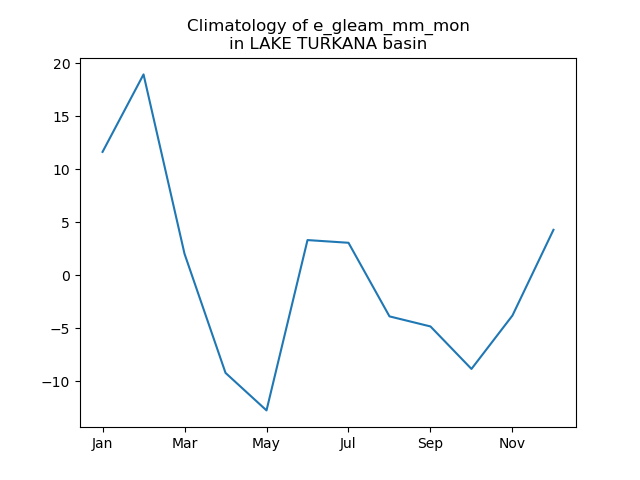 Climatology of e_gleam_mm_mon
in LAKE TURKANA basin
20
15
10
5
0
−5
−10
Jan
Mar
May
Jul
Sep
Nov